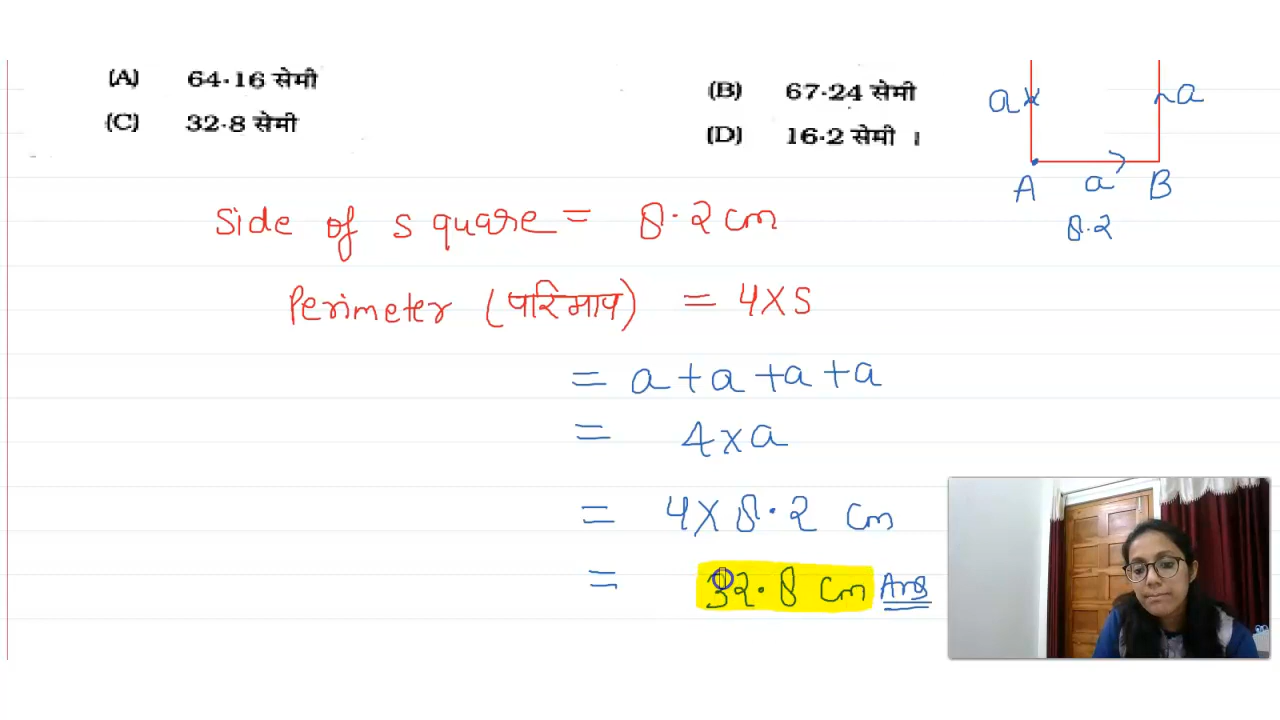 (A) 64·16 सेमी
(B) 67·24 सेमी
(C) 32·8 सेमी
(D) 16·2 सेमी ।
a a
A a B
8.2
Side of square = 8.2 cm
Perimeter (परिमाप) = 4×S
= a + a + a + a
= 4×a
= 4×8.2 cm
= 32.8 cm Ans